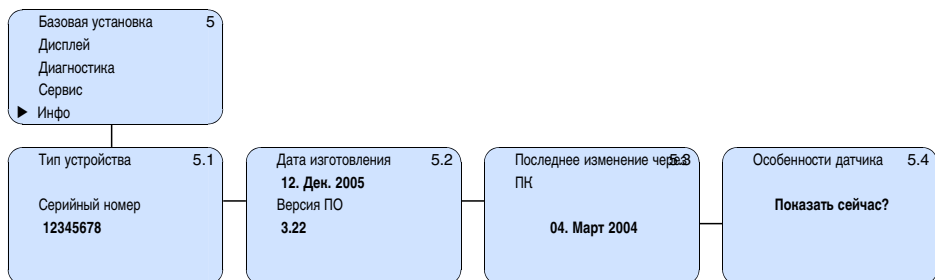 Базовая установка 5
Дисплей
Диагностика
Сервис
▶ Инфо
Тип устройства 5.1
Серийный номер
12345678
Дата изготовления 5.2
12. Дек. 2005
Версия ПО
3.22
Последнее изменение через 5.3
ПК
04. Март 2004
Особенности датчика 5.4
Показать сейчас?